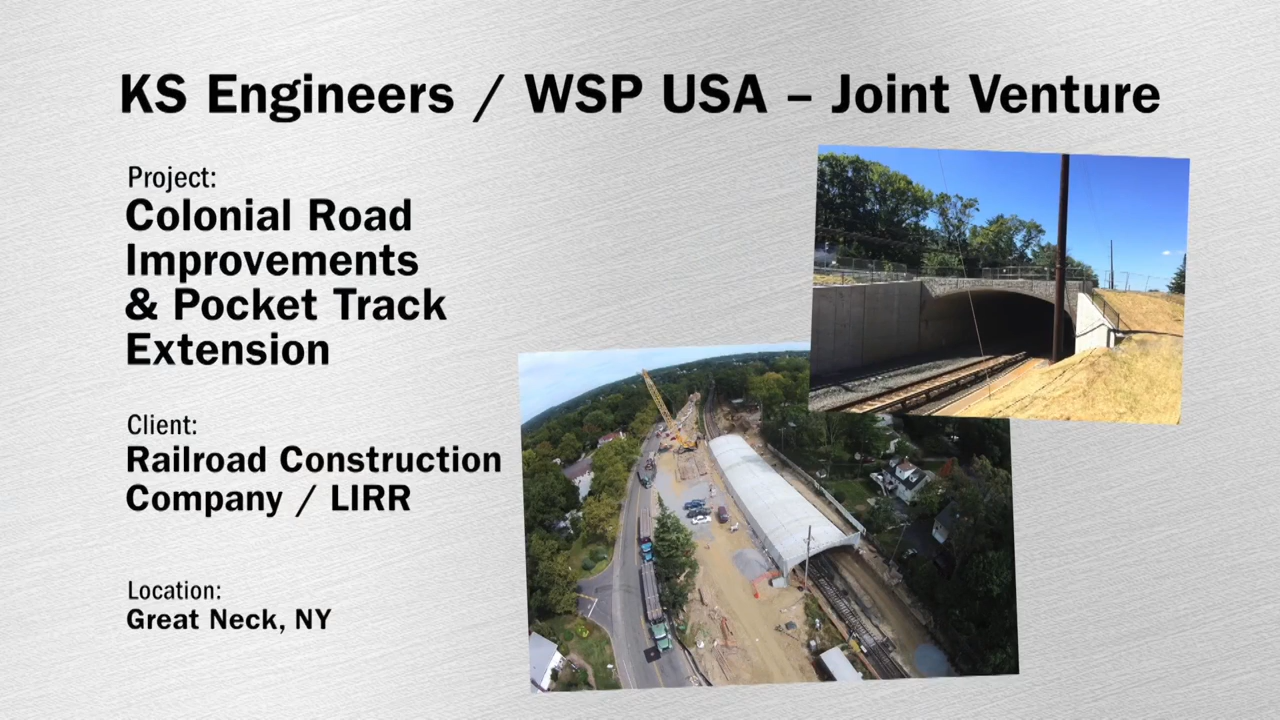 KS Engineers / WSP USA – Joint Venture
Project:
Colonial Road
Improvements
& Pocket Track
Extension
Client:
Railroad Construction
Company / LIRR
Location:
Great Neck, NY